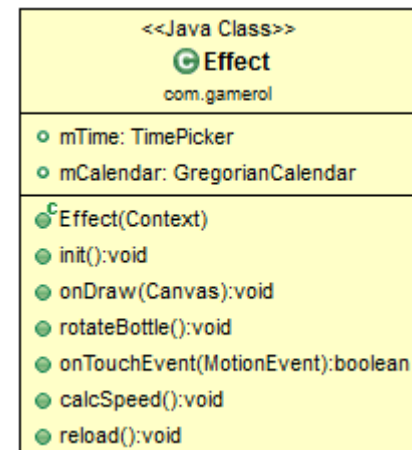 <<Java Class>>
Effect
com.gamerol
mTime: TimePicker
mCalendar: GregorianCalendar
Effect(Context)
init():void
onDraw(Canvas):void
rotateBottle():void
onTouchEvent(MotionEvent):boolean
calcSpeed():void
reload():void